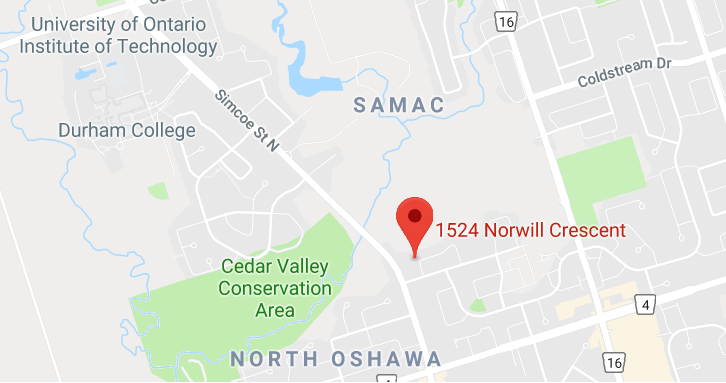 16
University of Ontario
Institute of Technology
Coldstream Dr
Simcoe St N
SAMAC
Durham College
1524 Norwill Crescent
Cedar Valley
Conservation
Area
4
NORTH OSHAWA
16